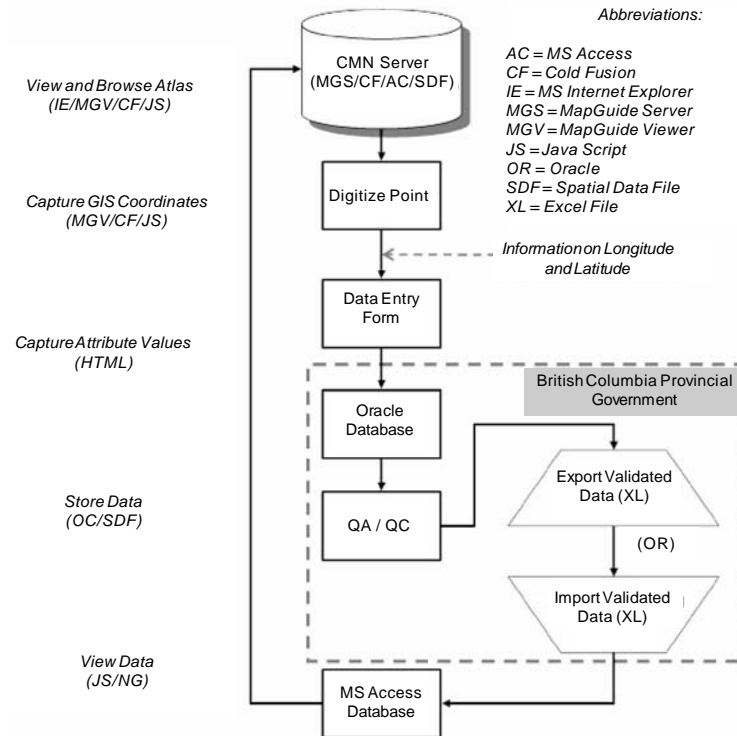 Abbreviations:
AC = MS Access
CF = Cold Fusion
IE = MS Internet Explorer
MGS = MapGuide Server
MGV = MapGuide Viewer
JS = Java Script
OR = Oracle
SDF = Spatial Data File
XL = Excel File
CMN Server
(MGS/CF/AC/SDF)
View and Browse Atlas
(IE/MGV/CF/JS)
Digitize Point
Capture GIS Coordinates
(MGV/CF/JS)
Information on Longitude
and Latitude
Data Entry
Form
Capture Attribute Values
(HTML)
British Columbia Provincial
Government
Oracle
Database
Export Validated
Data (XL)
QA / QC
Store Data
(OC/SDF)
(OR)
Import Validated
Data (XL)
View Data
(JS/NG)
MS Access
Database